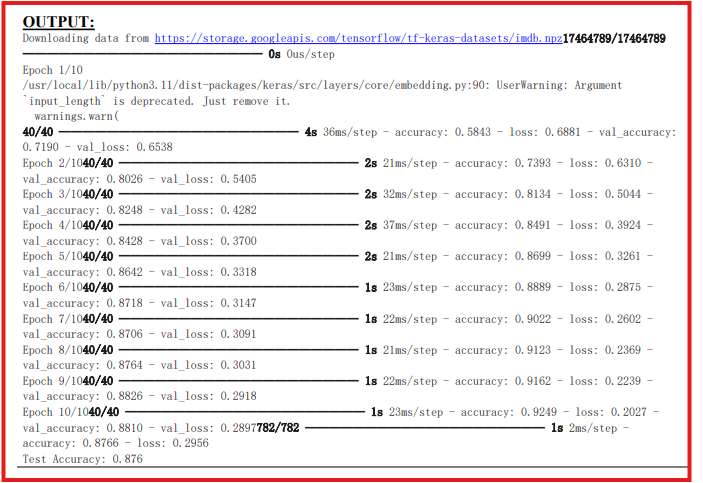 OUTPUT:
Downloading data from https://storage.googleapis.com/tensorflow/tf-keras-datasets/imdb.npz17464789/17464789
━━━━━━━━━━━━━━━━━━━━ 0s 0us/step
Epoch 1/10
/usr/local/lib/python3.11/dist-packages/keras/src/layers/core/embedding.py:90: UserWarning: Argument
`input_length` is deprecated. Just remove it.
  warnings.warn(
40/40 ━━━━━━━━━━━━━━━━━━━━ 4s 36ms/step - accuracy: 0.5843 - loss: 0.6881 - val_accuracy:
0.7190 - val_loss: 0.6538
Epoch 2/1040/40 ━━━━━━━━━━━━━━━━━━━━ 2s 21ms/step - accuracy: 0.7393 - loss: 0.6310 -
val_accuracy: 0.8026 - val_loss: 0.5405
Epoch 3/1040/40 ━━━━━━━━━━━━━━━━━━━━ 2s 32ms/step - accuracy: 0.8134 - loss: 0.5044 -
val_accuracy: 0.8248 - val_loss: 0.4282
Epoch 4/1040/40 ━━━━━━━━━━━━━━━━━━━━ 2s 37ms/step - accuracy: 0.8491 - loss: 0.3924 -
val_accuracy: 0.8428 - val_loss: 0.3700
Epoch 5/1040/40 ━━━━━━━━━━━━━━━━━━━━ 2s 21ms/step - accuracy: 0.8699 - loss: 0.3261 -
val_accuracy: 0.8642 - val_loss: 0.3318
Epoch 6/1040/40 ━━━━━━━━━━━━━━━━━━━━ 1s 23ms/step - accuracy: 0.8889 - loss: 0.2875 -
val_accuracy: 0.8718 - val_loss: 0.3147
Epoch 7/1040/40 ━━━━━━━━━━━━━━━━━━━━ 1s 22ms/step - accuracy: 0.9022 - loss: 0.2602 -
val_accuracy: 0.8706 - val_loss: 0.3091
Epoch 8/1040/40 ━━━━━━━━━━━━━━━━━━━━ 1s 21ms/step - accuracy: 0.9123 - loss: 0.2369 -
val_accuracy: 0.8764 - val_loss: 0.3031
Epoch 9/1040/40 ━━━━━━━━━━━━━━━━━━━━ 1s 22ms/step - accuracy: 0.9162 - loss: 0.2239 -
val_accuracy: 0.8826 - val_loss: 0.2918
Epoch 10/1040/40 ━━━━━━━━━━━━━━━━━━━━ 1s 23ms/step - accuracy: 0.9249 - loss: 0.2027 -
val_accuracy: 0.8810 - val_loss: 0.2897782/782 ━━━━━━━━━━━━━━━━━━━━ 1s 2ms/step -
accuracy: 0.8766 - loss: 0.2956
Test Accuracy: 0.876